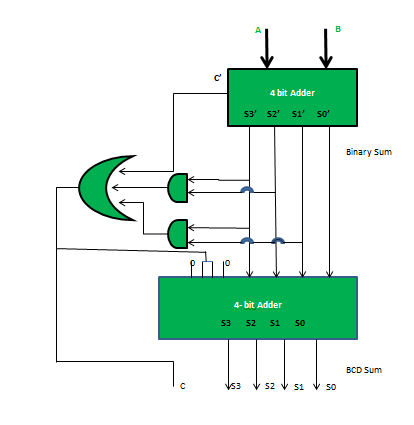 A B
C'
4 bit Adder
S3' S2' S1' S0'
Binary Sum
0 0
4- bit Adder
S3 S2 S1 S0
BCD Sum
C S3 S2 S1 S0